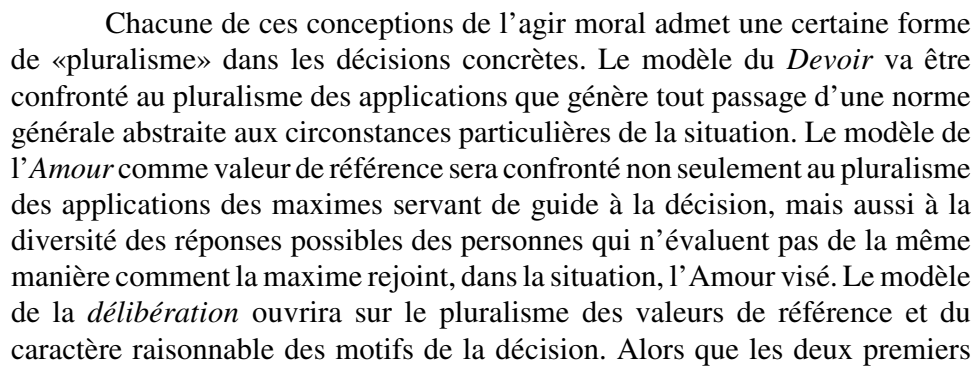 Chacune de ces conceptions de l’agir moral admet une certaine forme
de «pluralisme» dans les décisions concrètes. Le modèle du Devoir va être
confronté au pluralisme des applications que génère tout passage d’une norme
générale abstraite aux circonstances particulières de la situation. Le modèle de
l’Amour comme valeur de référence sera confronté non seulement au pluralisme
des applications des maximes servant de guide à la décision, mais aussi à la
diversité des réponses possibles des personnes qui n’évaluent pas de la même
manière comment la maxime rejoint, dans la situation, l’Amour visé. Le modèle
de la délibération ouvrira sur le pluralisme des valeurs de référence et du
caractère raisonnable des motifs de la décision. Alors que les deux premiers